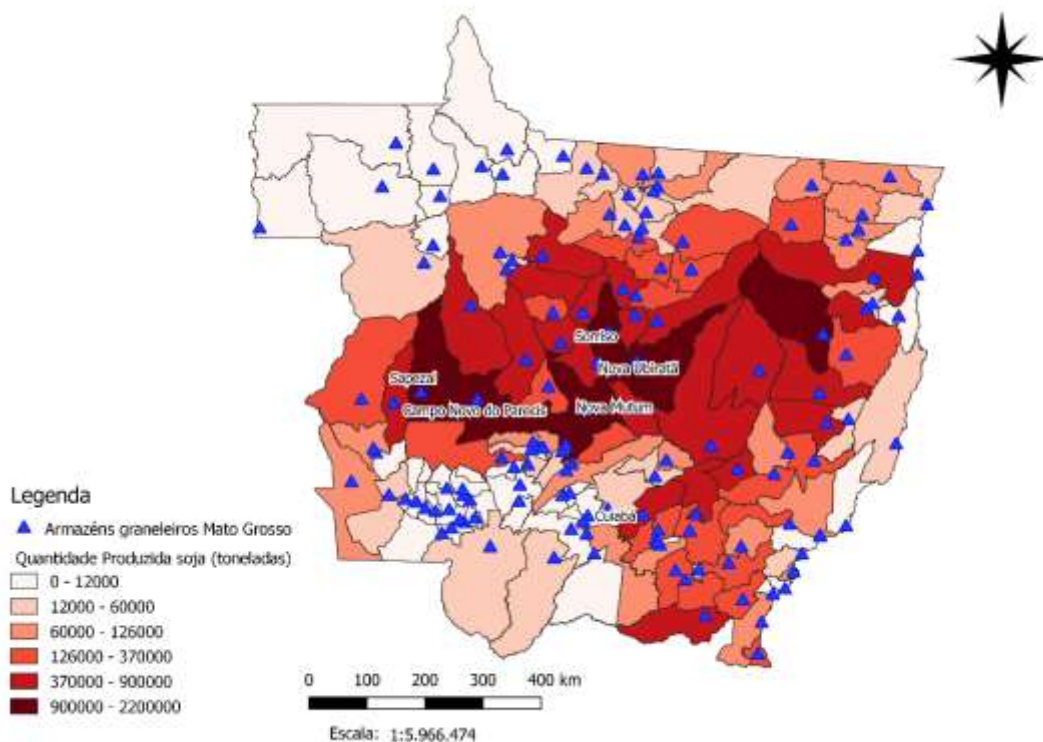 Sorriso
Nova Ubiratã
Sapezal
Campo Novo do Parecis
Nova Mutum
Cuiabá
Legenda
Armazéns graneleiros Mato Grosso
Quantidade Produzida soja (toneladas)
0 - 12000
12000 - 60000
60000 - 126000
126000 - 370000
370000 - 900000
900000 - 2200000
0 100 200 300 400 km
Escala: 1:5.966.474